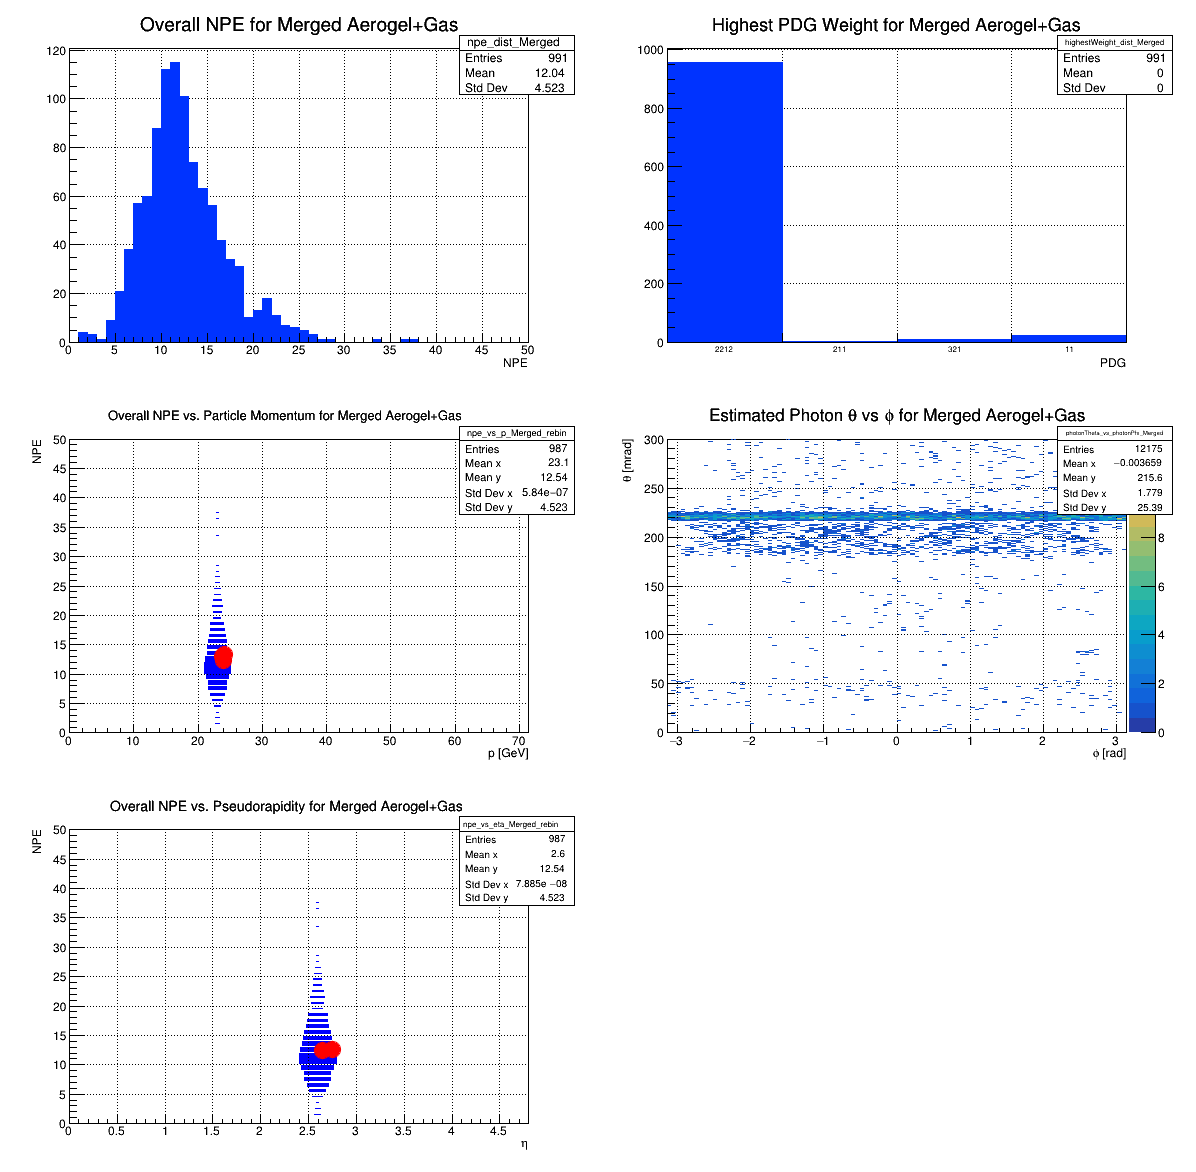 Overall NPE for Merged Aerogel+Gas
npe_dist_Merged
Entries 991
Mean 12.04
Std Dev 4.523
120
100
80
60
40
20
0
0 5 10 15 20 25 30 35 40 45 50
NPE
Highest PDG Weight for Merged Aerogel+Gas
highestWeight_dist_Merged
Entries 991
Mean 0
Std Dev 0
1000
800
600
400
200
0
2212 211 321 11
PDG
Overall NPE vs. Particle Momentum for Merged Aerogel+Gas
npe_vs_p_Merged_rebin
Entries 987
Mean x 23.1
Mean y 12.54
Std Dev x 5.84e-07
Std Dev y 4.523
NPE
50
45
40
35
30
25
20
15
10
5
0
0 10 20 30 40 50 60 70
p [GeV]
Estimated Photon θ vs ϕ for Merged Aerogel+Gas
photonTheta_vs_photonPhi_Merged
Entries 12175
Mean x −0.003659
Mean y 215.6
Std Dev x 1.779
Std Dev y 25.39
θ [mrad]
300
250
200
150
100
50
0
−3 −2 −1 0 1 2 3
ϕ [rad]
8
6
4
2
0
Overall NPE vs. Pseudorapidity for Merged Aerogel+Gas
npe_vs_eta_Merged_rebin
Entries 987
Mean x 2.6
Mean y 12.54
Std Dev x 7.885e −08
Std Dev y 4.523
NPE
50
45
40
35
30
25
20
15
10
5
0
0 0.5 1 1.5 2 2.5 3 3.5 4 4.5
η